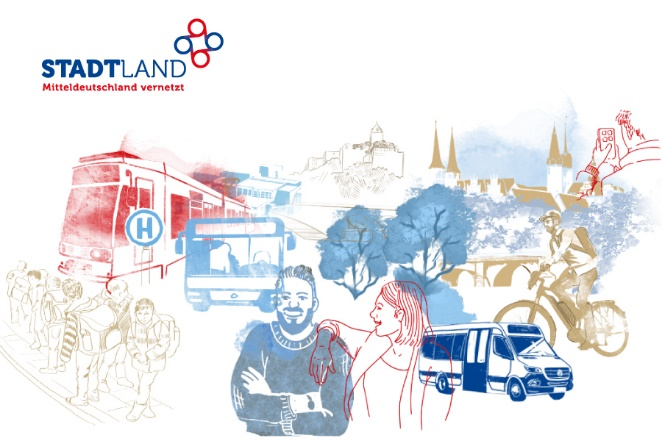 STADTLAND
Mitteldeutschland vernetzt
H